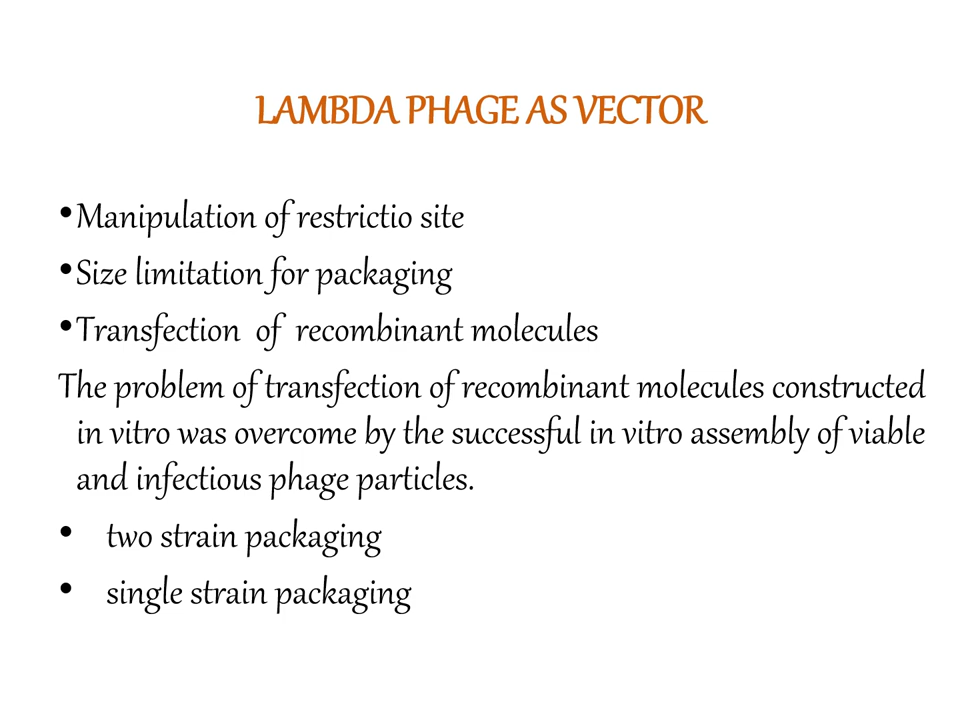 LAMBDA PHAGE AS VECTOR
•Manipulation of restrictio site
•Size limitation for packaging
•Transfection of recombinant molecules
The problem of transfection of recombinant molecules constructed
in vitro was overcome by the successful in vitro assembly of viable
and infectious phage particles.
• two strain packaging
• single strain packaging